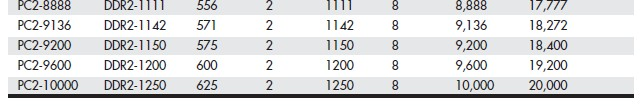 PC2-8888 DDR2-1111 556 2 1111 8 8,888 17,777
PC2-9136 DDR2-1142 571 2 1142 8 9,136 18,272
PC2-9200 DDR2-1150 575 2 1150 8 9,200 18,400
PC2-9600 DDR2-1200 600 2 1200 8 9,600 19,200
PC2-10000 DDR2-1250 625 2 1250 8 10,000 20,000